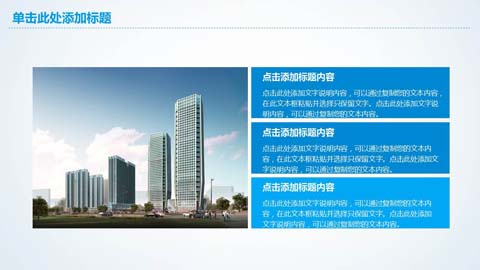 单击此处添加标题
点击添加标题内容
点击此处添加文字说明内容，可以通过复制您的文本内容，
在此文本框粘贴并选择只保留文字。点击此处添加文字说
明内容，可以通过复制您的文本内容。
点击添加标题内容
点击此处添加文字说明内容，可以通过复制您的文本内
容，在此文本框粘贴并选择只保留文字。点击此处添加文
字说明内容，可以通过复制您的文本内容。
点击添加标题内容
点击此处添加文字说明内容，可以通过复制您的文本内
容，在此文本框粘贴并选择只保留文字。点击此处添加
文字说明内容，可以通过复制您的文本内容。